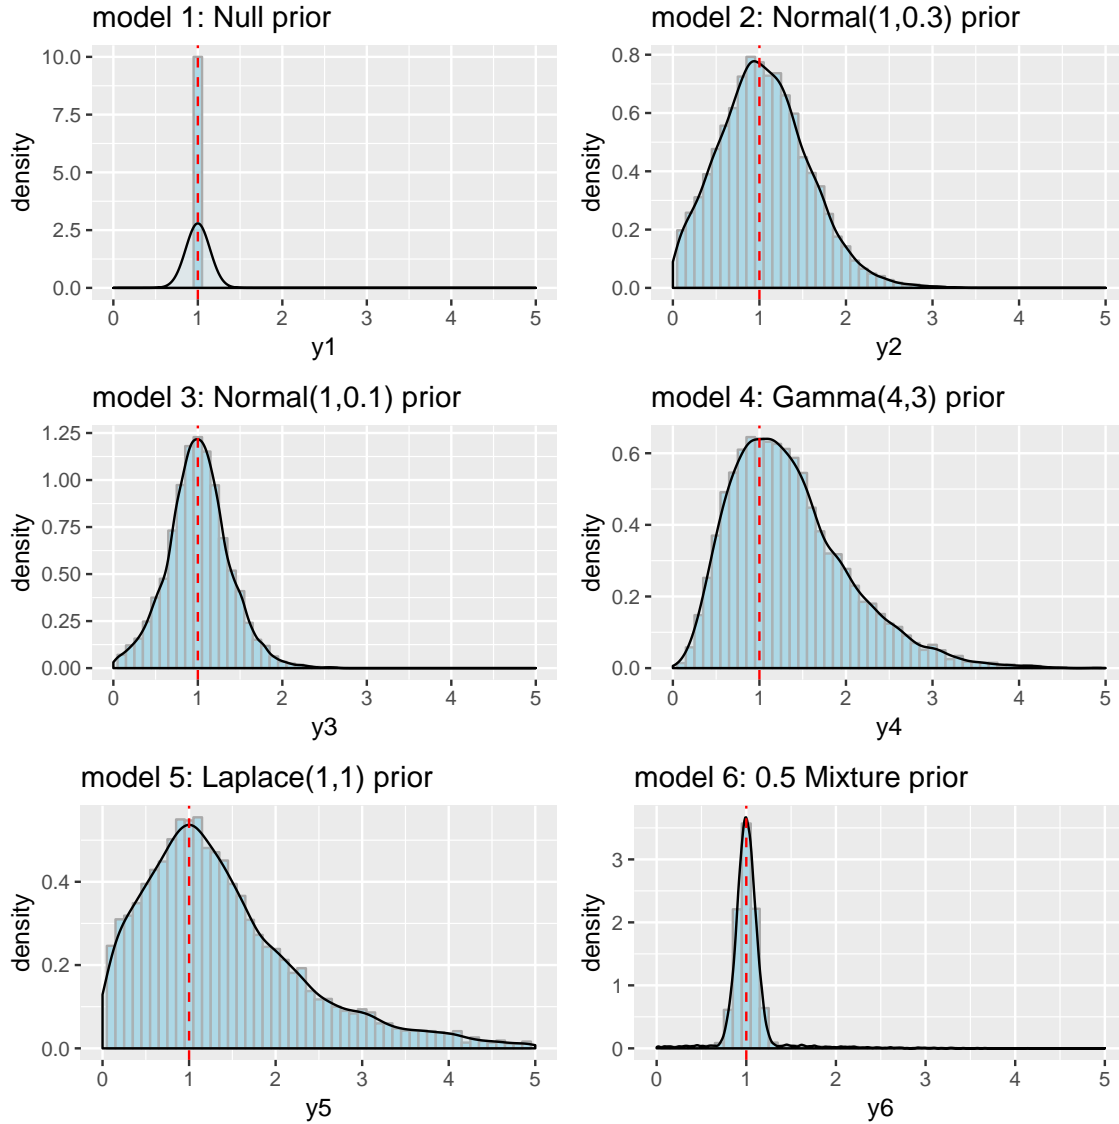 model 1: Null prior
density
10.0
7.5
5.0
2.5
0.0
0 1 2 3 4 5
y1
model 2: Normal(1,0.3) prior
density
0.8
0.6
0.4
0.2
0.0
0 1 2 3 4 5
y2
model 3: Normal(1,0.1) prior
density
1.25
1.00
0.75
0.50
0.25
0.00
0 1 2 3 4 5
y3
model 4: Gamma(4,3) prior
density
0.6
0.4
0.2
0.0
0 1 2 3 4 5
y4
model 5: Laplace(1,1) prior
density
0.4
0.2
0.0
0 1 2 3 4 5
y5
model 6: 0.5 Mixture prior
density
3
2
1
0
0 1 2 3 4 5
y6